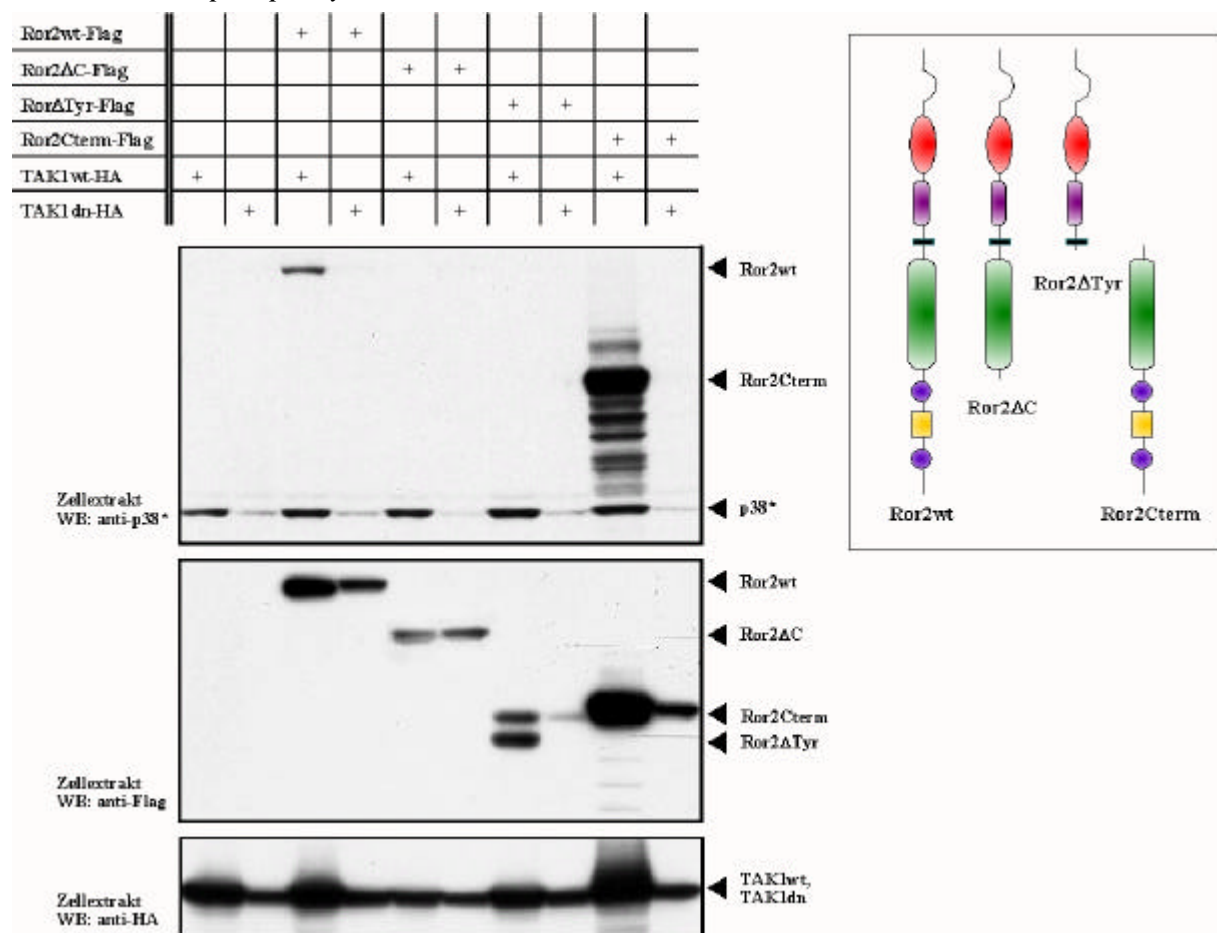 Ror2wt-Flag + +
Ror2ΔC-Flag + +
RorΔTyr-Flag + +
Ror2Cterm-Flag + +
TAK1wt-HA + + + + +
TAK1dn-HA + + + + +
Ror2wt
Ror2Cterm
Zellextrakt
WB: anti-p38*
p38*
Ror2wt
Ror2ΔC
Ror2Cterm
Ror2ΔTyr
Zellextrakt
WB: anti-Flag
TAK1wt,
TAK1dn
Zellextrakt
WB: anti-HA
Ror2ΔTyr
Ror2ΔC
Ror2wt
Ror2Cterm